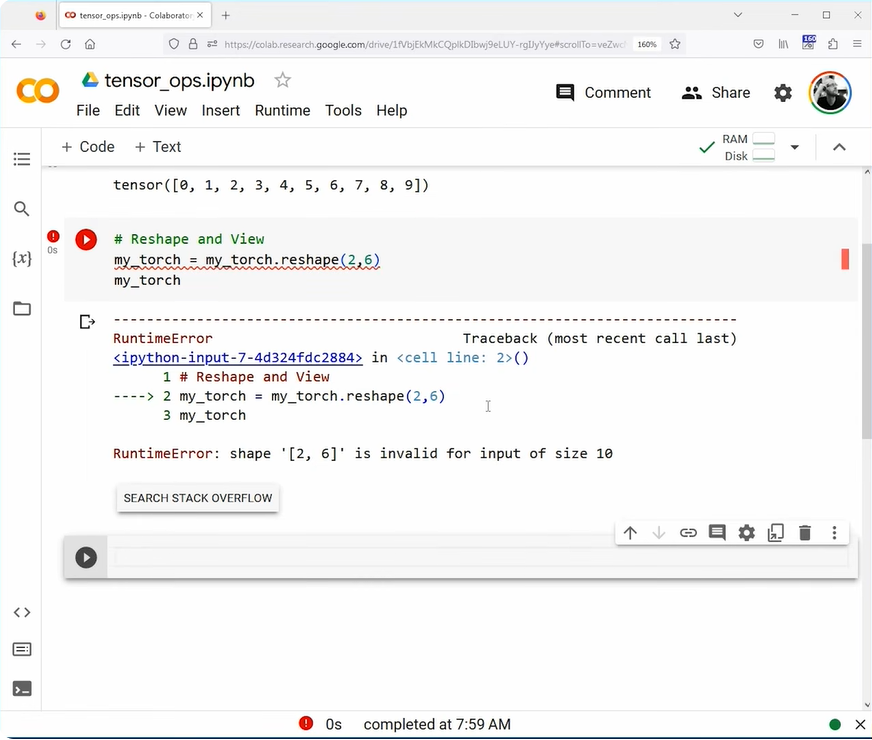 tensor_ops.ipynb - Colaborator
https://colab.research.google.com/drive/1fVbjEkMkCQplkDIbwj9eLUY-rgIJyYye#scrollTo=veZwc
160%
160
tensor_ops.ipynb
File Edit View Insert Runtime Tools Help
Comment
Share
+ Code + Text
RAM
Disk
tensor([0, 1, 2, 3, 4, 5, 6, 7, 8, 9])
{x}
0s
# Reshape and View
my_torch = my_torch.reshape(2,6)
my_torch
---------------------------------------------------------------------------
RuntimeError Traceback (most recent call last)
<ipython-input-7-4d324fdc2884> in <cell line: 2>()
1 # Reshape and View
----> 2 my_torch = my_torch.reshape(2,6)
3 my_torch
RuntimeError: shape '[2, 6]' is invalid for input of size 10
SEARCH STACK OVERFLOW
0s completed at 7:59 AM